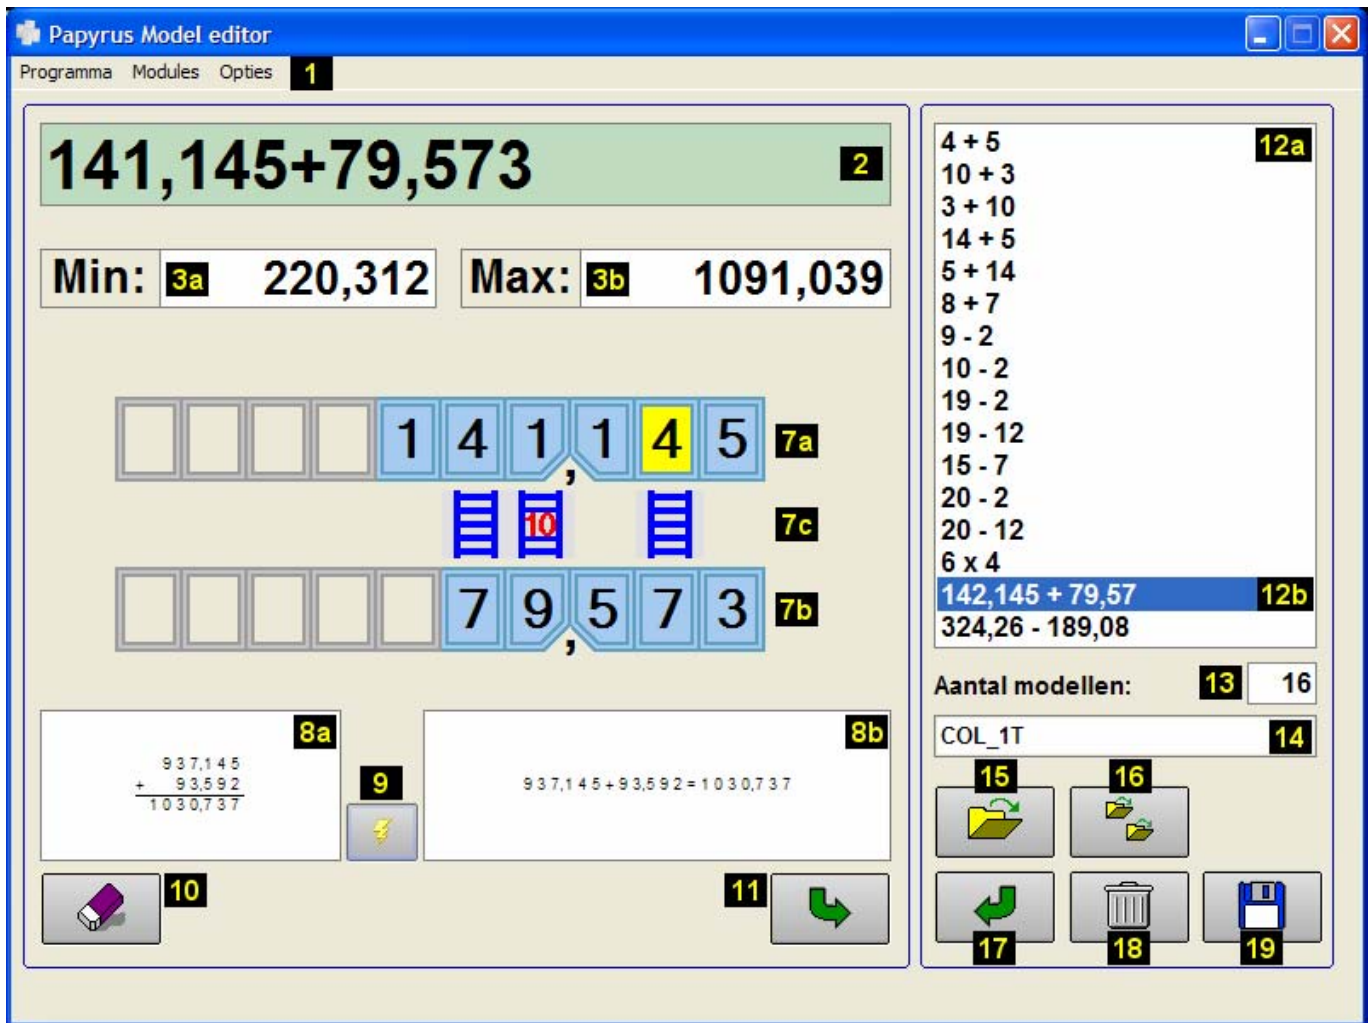 Papyrus Model editor
Programma Modules Opties 1
141,145+79,573 2
Min: 3a 220,312 Max: 3b 1091,039
1 4 1 , 1 4 5 7a
10 7c
7 9 , 5 7 3 7b
8a
937,145
+ 93,592
1030,737
9
8b
937,145+93,592=1030,737
10
11
4 + 5 12a
10 + 3
3 + 10
14 + 5
5 + 14
8 + 7
9 - 2
10 - 2
19 - 2
19 - 12
15 - 7
20 - 2
20 - 12
6 x 4
142,145 + 79,57 12b
324,26 - 189,08
Aantal modellen: 13 16
COL_1T 14
15 16
17 18 19